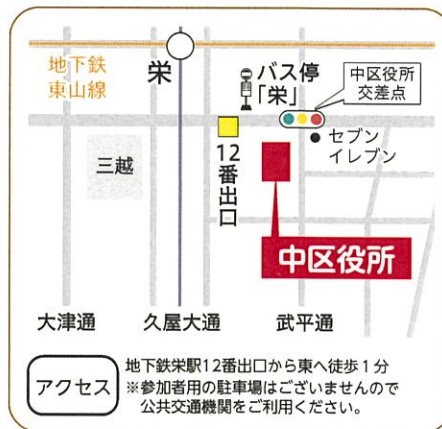 地下鉄
東山線
栄
バス停
「栄」
中区役所
交差点
セブン
イレブン
三越
12番出口
中区役所
大津通
久屋大通
武平通
アクセス
地下鉄栄駅12番出口から東へ徒歩1分
※参加者用の駐車場はございませんので
公共交通機関をご利用ください。